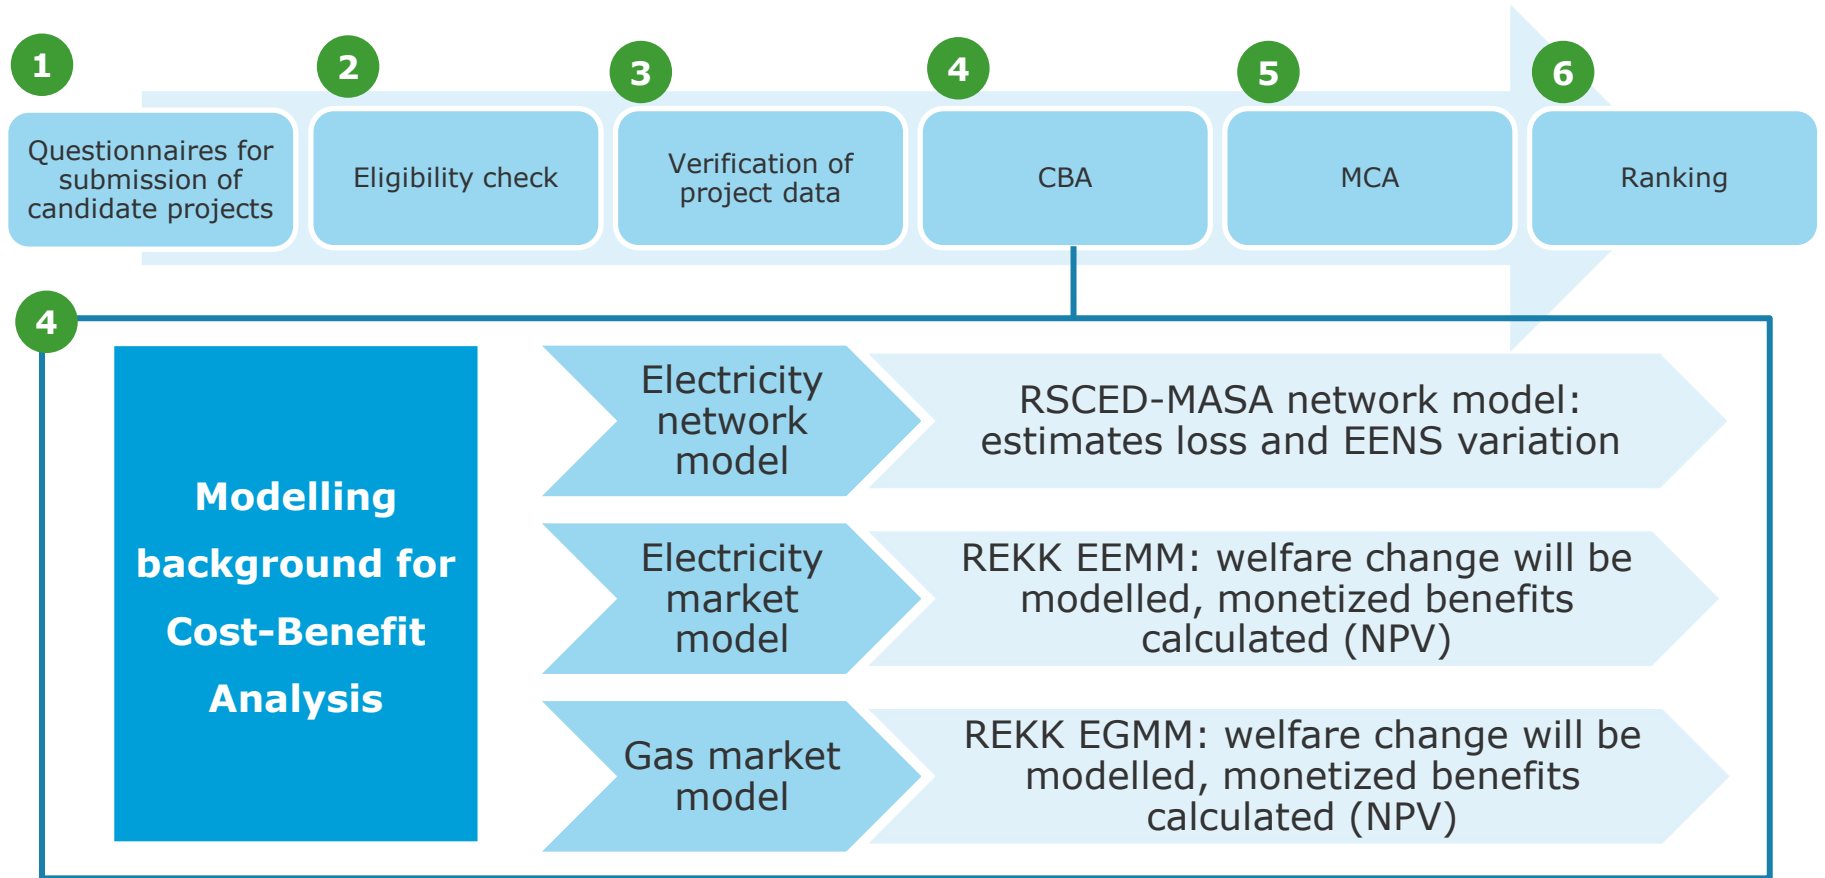 1
2
3
4
5
6
Questionnaires for
submission of
candidate projects
Eligibility check
Verification of
project data
CBA
MCA
Ranking
4
Modelling
background for
Cost-Benefit
Analysis
Electricity
network
model
RSCED-MASA network model:
estimates loss and EENS variation
Electricity
market
model
REKK EEMM: welfare change will be
modelled, monetized benefits
calculated (NPV)
Gas market
model
REKK EGMM: welfare change will be
modelled, monetized benefits
calculated (NPV)